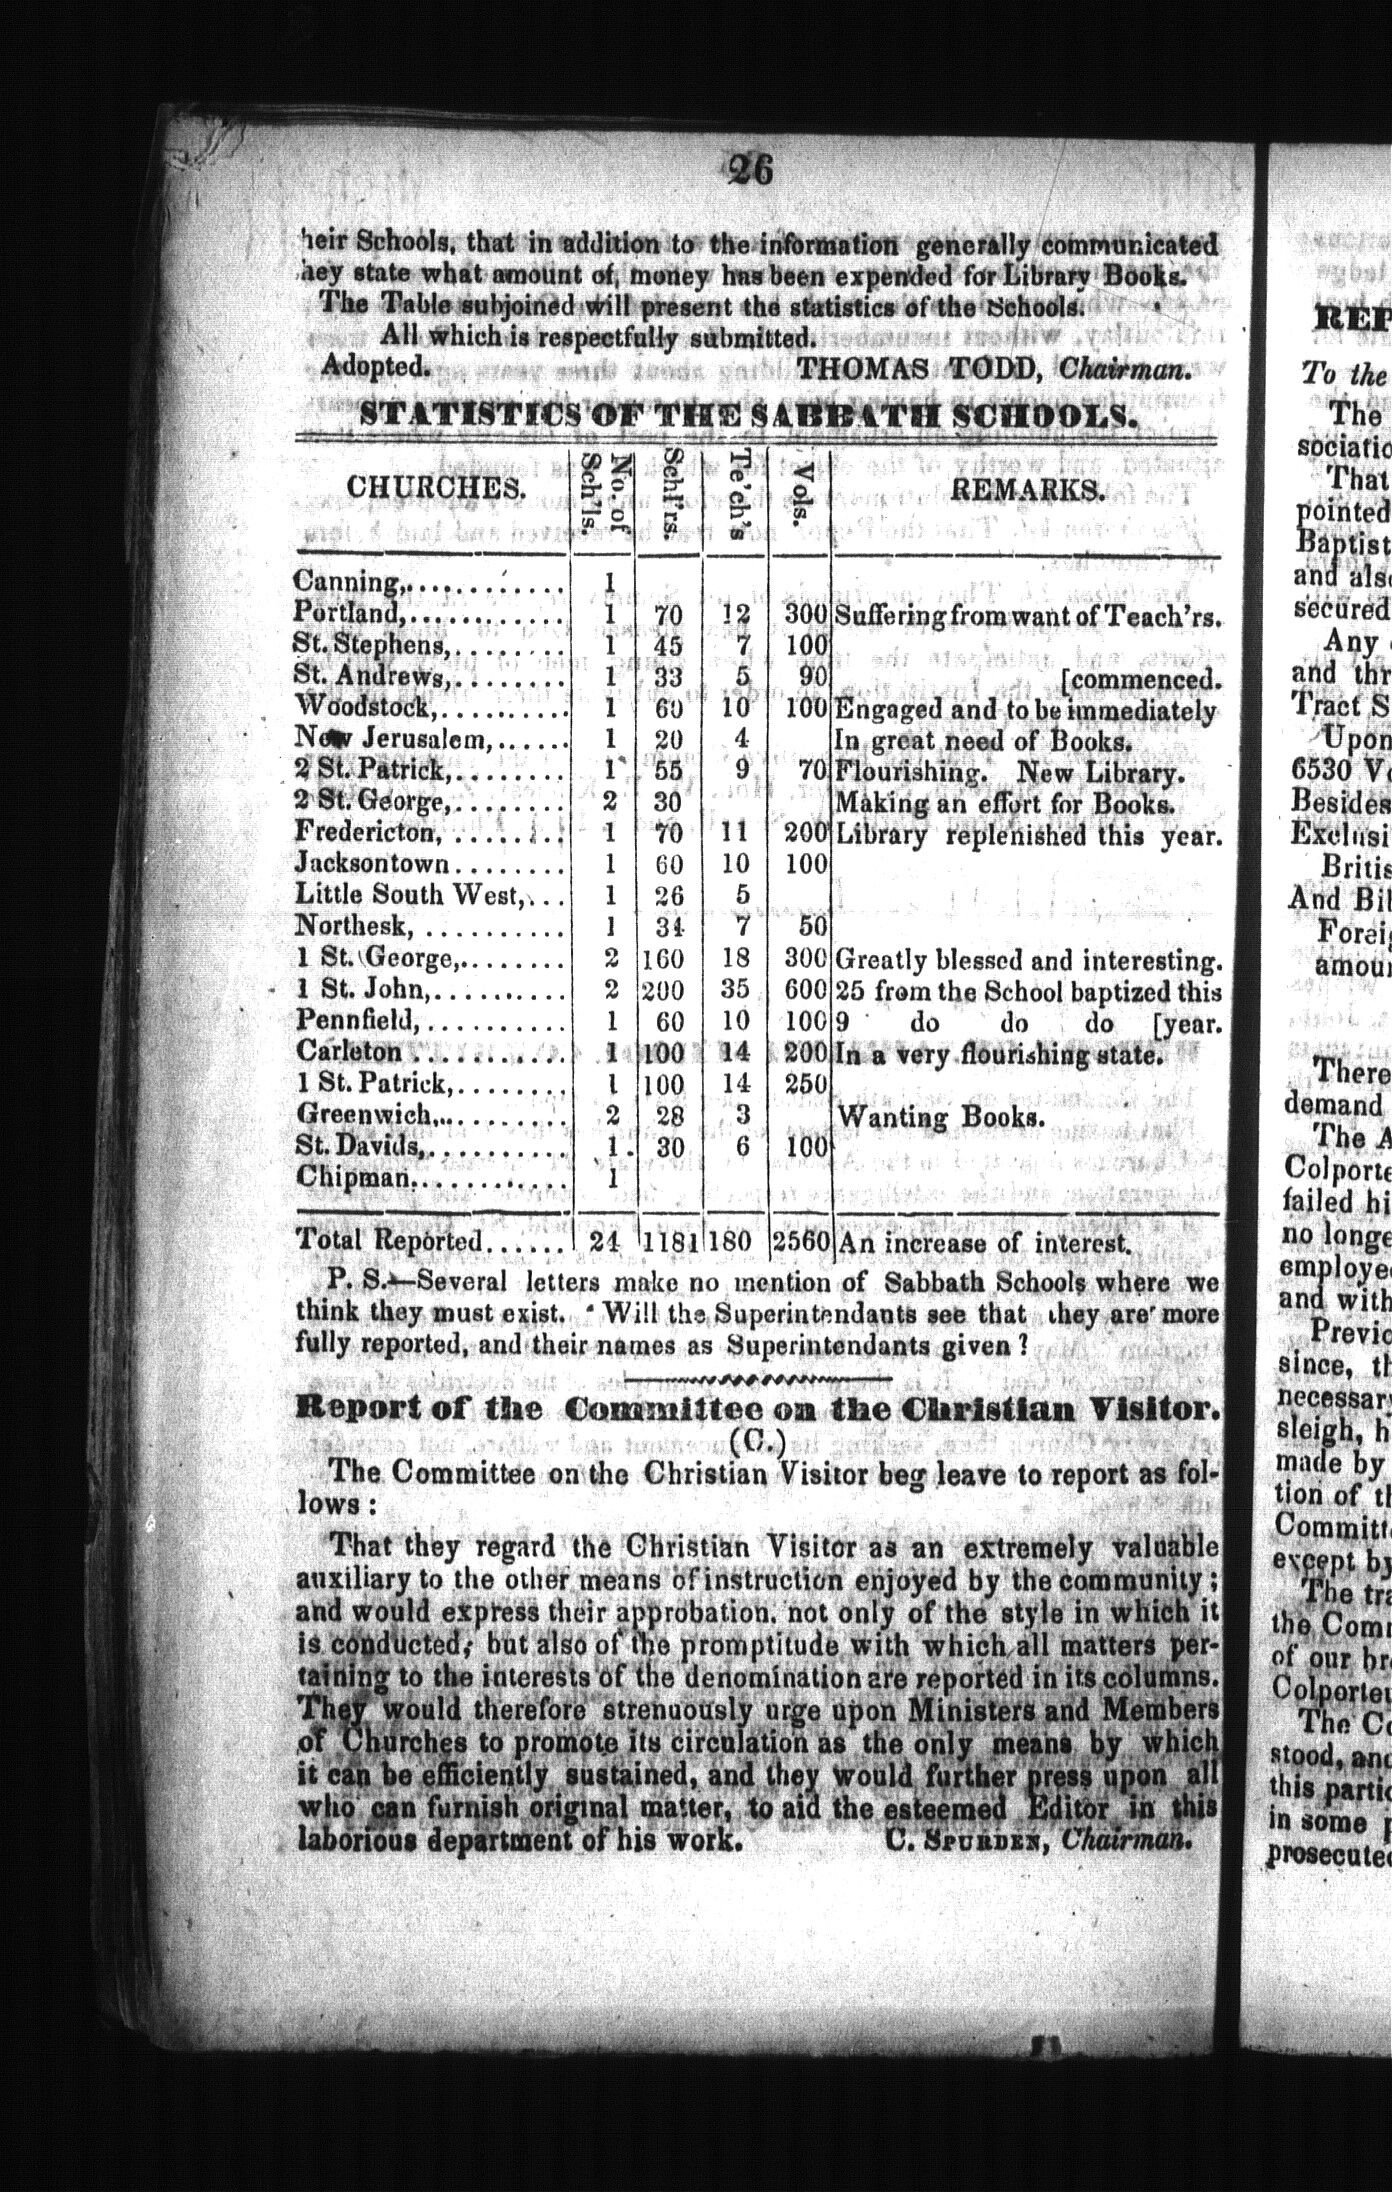 26
heir Schools, that in addition to the information generally communicated
hey state what amount of, money has been expended for Library Books.
The Table subjoined will present the statistics of the Schools.
All which is respectfully submitted.
Adopted. THOMAS TODD, Chairman.
STATISTICS OF THE SABBATH SCHOOLS.
CHURCHES. No. of Sch'ls. Schl'rs. Te'ch's Vols. REMARKS.
Canning,............. 1
Portland,............. 1 70 12 300 Suffering from want of Teach'rs.
St. Stephens,......... 1 45 7 100
St. Andrews,......... 1 33 5 90 [commenced.
Woodstock,........... 1 60 10 100 Engaged and to be immediately
New Jerusalem,...... 1 20 4 In great need of Books.
2 St. Patrick,......... 1 55 9 70 Flourishing. New Library.
2 St. George,......... 2 30 Making an effort for Books.
Fredericton, ......... 1 70 11 200 Library replenished this year.
Jacksontown......... 1 60 10 100
Little South West,... 1 26 5
Northesk, ........... 1 34 7 50
1 St. George,......... 2 160 18 300 Greatly blessed and interesting.
1 St. John,........... 2 200 35 600 25 from the School baptized this
Pennfield,............ 1 60 10 100 9 do do do [year.
Carleton ............. 1 100 14 200 In a very flourishing state.
1 St. Patrick,......... 1 100 14 250
Greenwich,........... 2 28 3 Wanting Books.
St. Davids,........... 1 30 6 100
Chipman............. 1
Total Reported...... 24 1181 180 2560 An increase of interest.
P. S.—Several letters make no mention of Sabbath Schools where we
think they must exist. Will the Superintendants see that they are more
fully reported, and their names as Superintendants given ?
Report of the Committee on the Christian Visitor.
(C.)
The Committee on the Christian Visitor beg leave to report as fol-
lows :
That they regard the Christian Visitor as an extremely valuable
auxiliary to the other means of instruction enjoyed by the community ;
and would express their approbation. not only of the style in which it
is conducted, but also of the promptitude with which all matters per-
taining to the interests of the denomination are reported in its columns.
They would therefore strenuously urge upon Ministers and Members
of Churches to promote its circulation as the only means by which
it can be efficiently sustained, and they would further press upon all
who can furnish original matter, to aid the esteemed Editor in this
laborious department of his work. C. SPURDEN, Chairman.
REP
To the
The
sociatio
That
pointed
Baptist
and als
secured
Any
and thr
Tract S
Upon
6530 V
Besides
Exclusi
Britis
And Bi
Foreig
amoun
There
demand
The A
Colporte
failed hi
no longe
employe
and with
Previo
since, th
necessary
sleigh, h
made by
tion of th
Committ
except by
The tra
the Com
of our br
Colporteu
The Co
stood, and
this partic
in some p
prosecuted